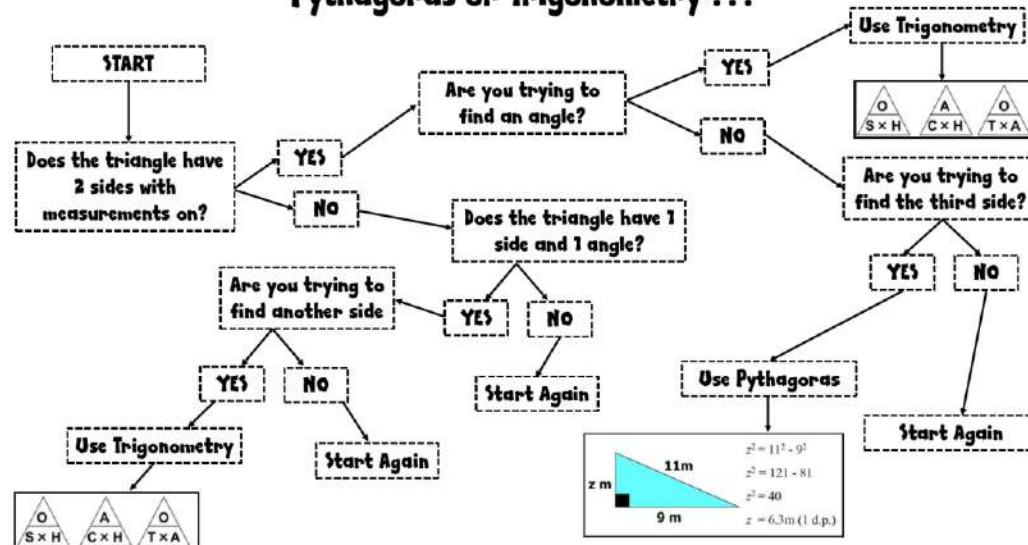 Pythagoras or Trigonometry ???
START
Does the triangle have
2 sides with
measurements on?
YES
NO
Are you trying to
find an angle?
YES
NO
Use Trigonometry
O
S × H
A
C × H
O
T × A
Are you trying to
find the third side?
YES
NO
Use Pythagoras
Start Again
z m
11m
9 m
z² = 11² - 9²
z² = 121 - 81
z² = 40
z = 6.3m (1 d.p.)
Does the triangle have 1
side and 1 angle?
YES
NO
Start Again
Are you trying to
find another side
YES
NO
Use Trigonometry
Start Again
O
S × H
A
C × H
O
T × A